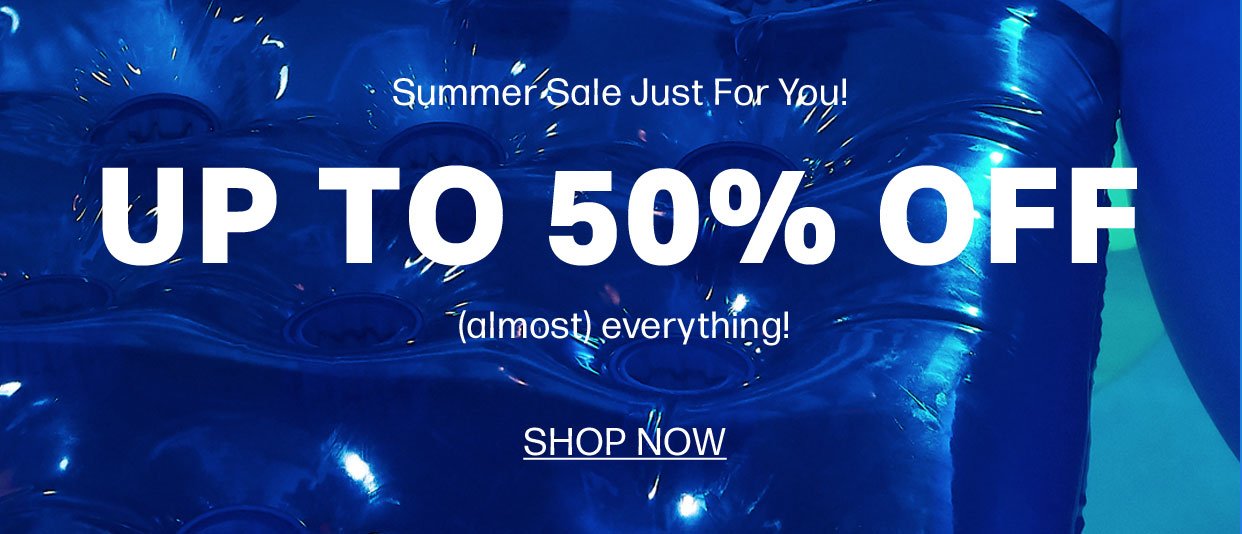 Summer Sale Just For You!
UP TO 50% OFF
(almost) everything!
SHOP NOW